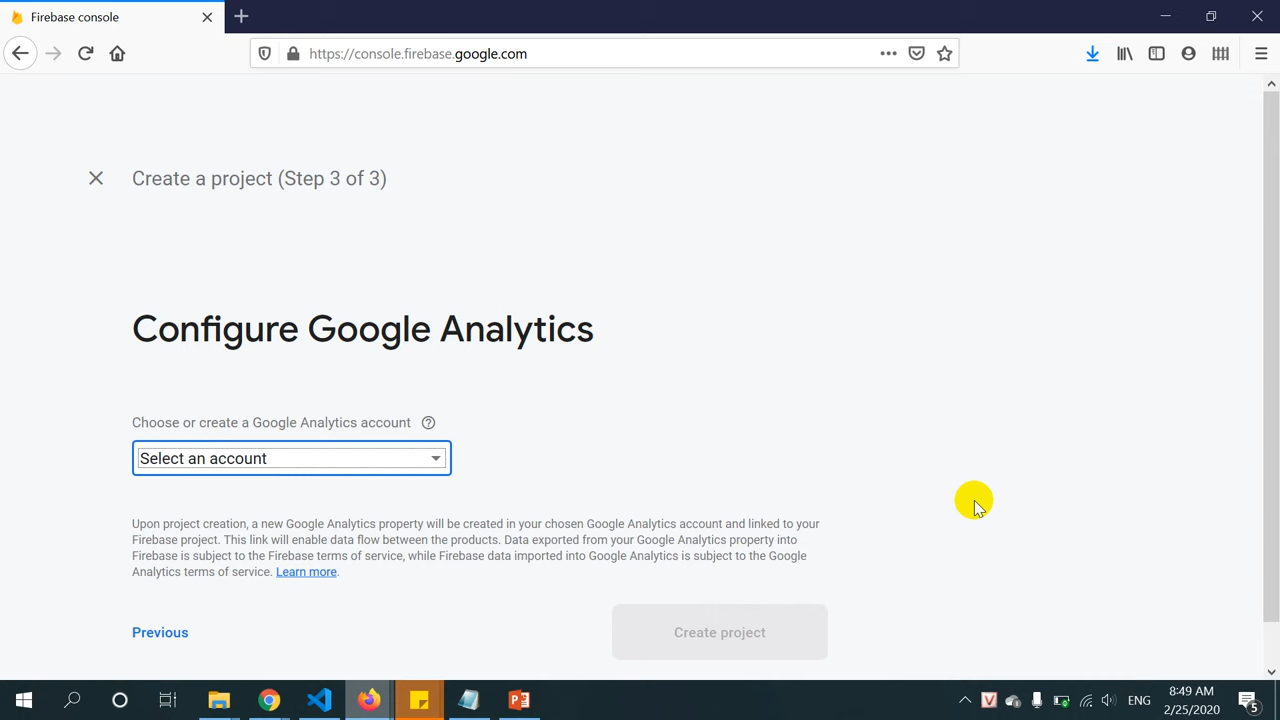 Firebase console
https://console.firebase.google.com
Create a project (Step 3 of 3)
Configure Google Analytics
Choose or create a Google Analytics account
Select an account
Upon project creation, a new Google Analytics property will be created in your chosen Google Analytics account and linked to your
Firebase project. This link will enable data flow between the products. Data exported from your Google Analytics property into
Firebase is subject to the Firebase terms of service, while Firebase data imported into Google Analytics is subject to the Google
Analytics terms of service. Learn more.
Previous
Create project
ENG
8:49 AM
2/25/2020
5